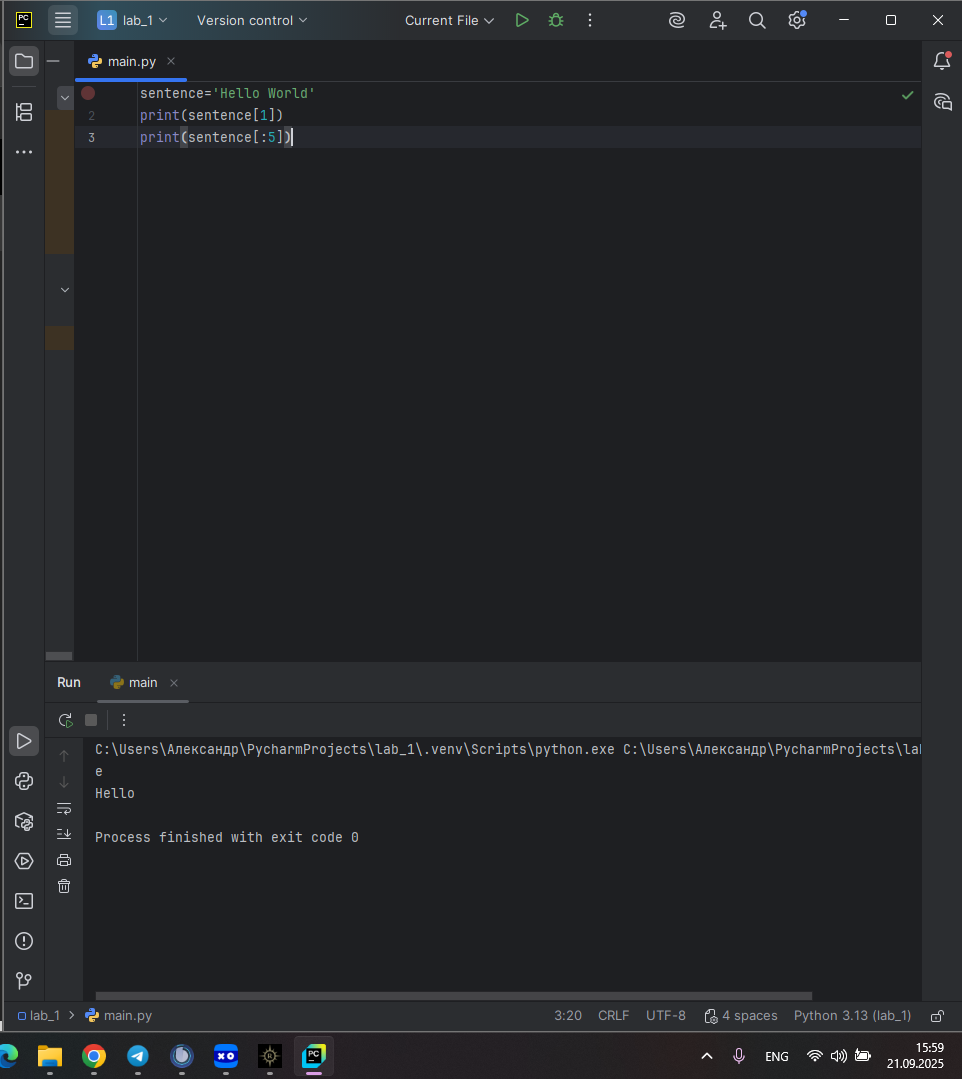 PC
L1 lab_1 Version control Current File
main.py
sentence='Hello World'
2 print(sentence[1])
3 print(sentence[:5])
Run main
C:\Users\Александр\PycharmProjects\lab_1\.venv\Scripts\python.exe C:\Users\Александр\PycharmProjects\la
e
Hello
Process finished with exit code 0
lab_1 main.py 3:20 CRLF UTF-8 4 spaces Python 3.13 (lab_1)
XO R PC ENG 15:59
21.09.2025